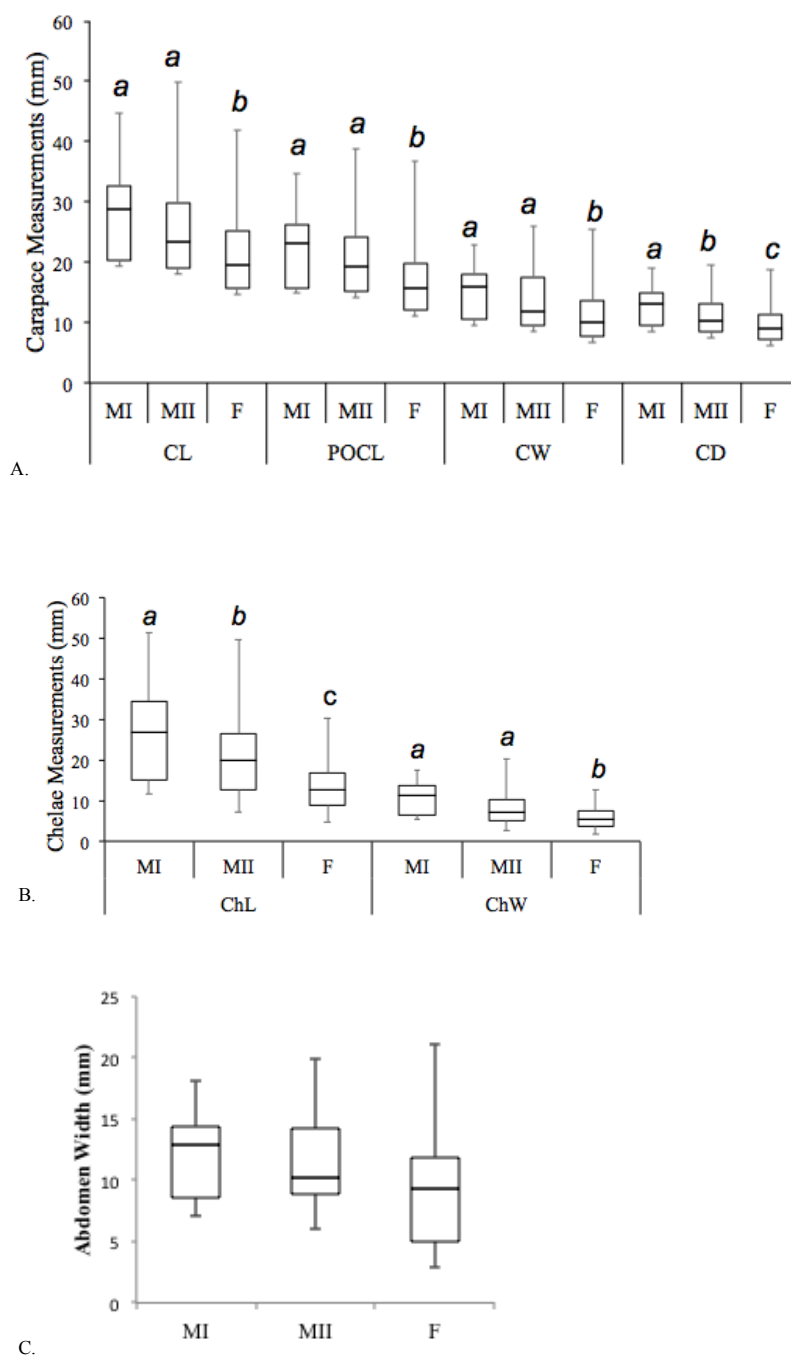 60
50
40
30
20
10
0
Carapace Measurements (mm)
a a b a a b a a b a b c
MI MII F MI MII F MI MII F MI MII F
CL POCL CW CD
A.
60
50
40
30
20
10
0
Chelae Measurements (mm)
a b c a a b
MI MII F MI MII F
ChL ChW
B.
25
20
15
10
5
0
Abdomen Width (mm)
MI MII F
C.